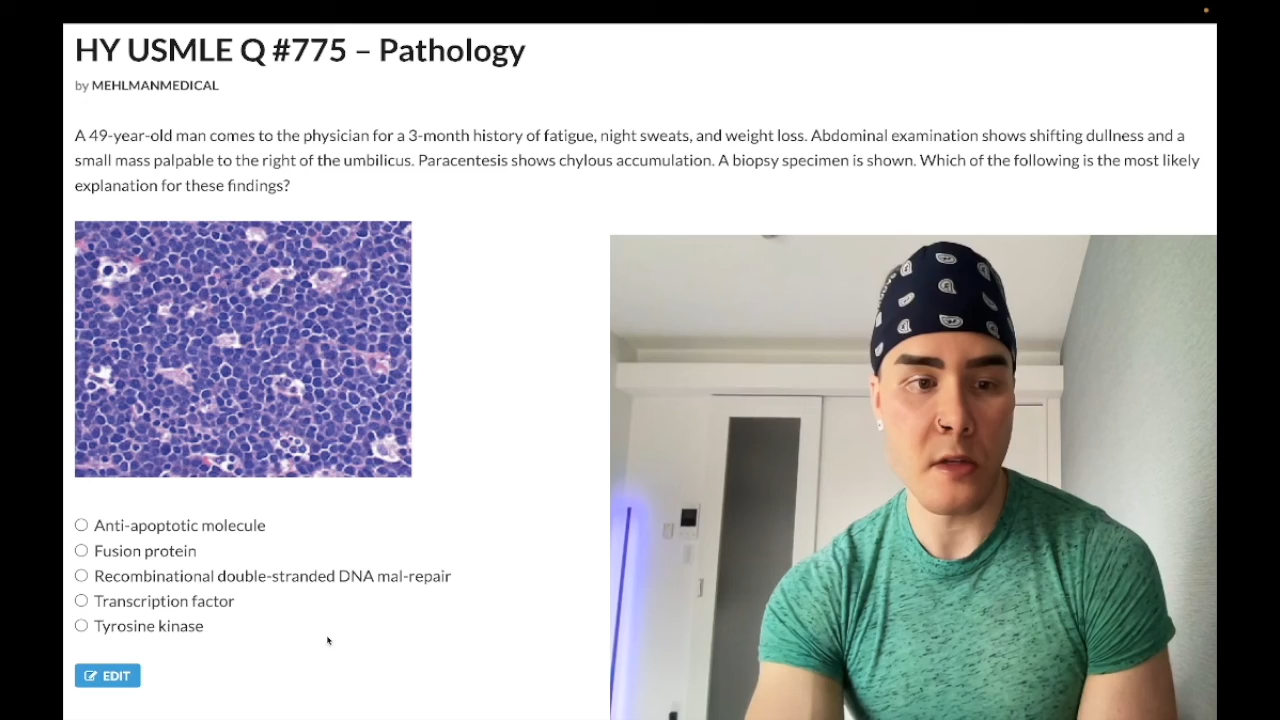 HY USMLE Q #775 – Pathology
by MEHLMANMEDICAL
A 49-year-old man comes to the physician for a 3-month history of fatigue, night sweats, and weight loss. Abdominal examination shows shifting dullness and a
small mass palpable to the right of the umbilicus. Paracentesis shows chylous accumulation. A biopsy specimen is shown. Which of the following is the most likely
explanation for these findings?
Anti-apoptotic molecule
Fusion protein
Recombinational double-stranded DNA mal-repair
Transcription factor
Tyrosine kinase
EDIT